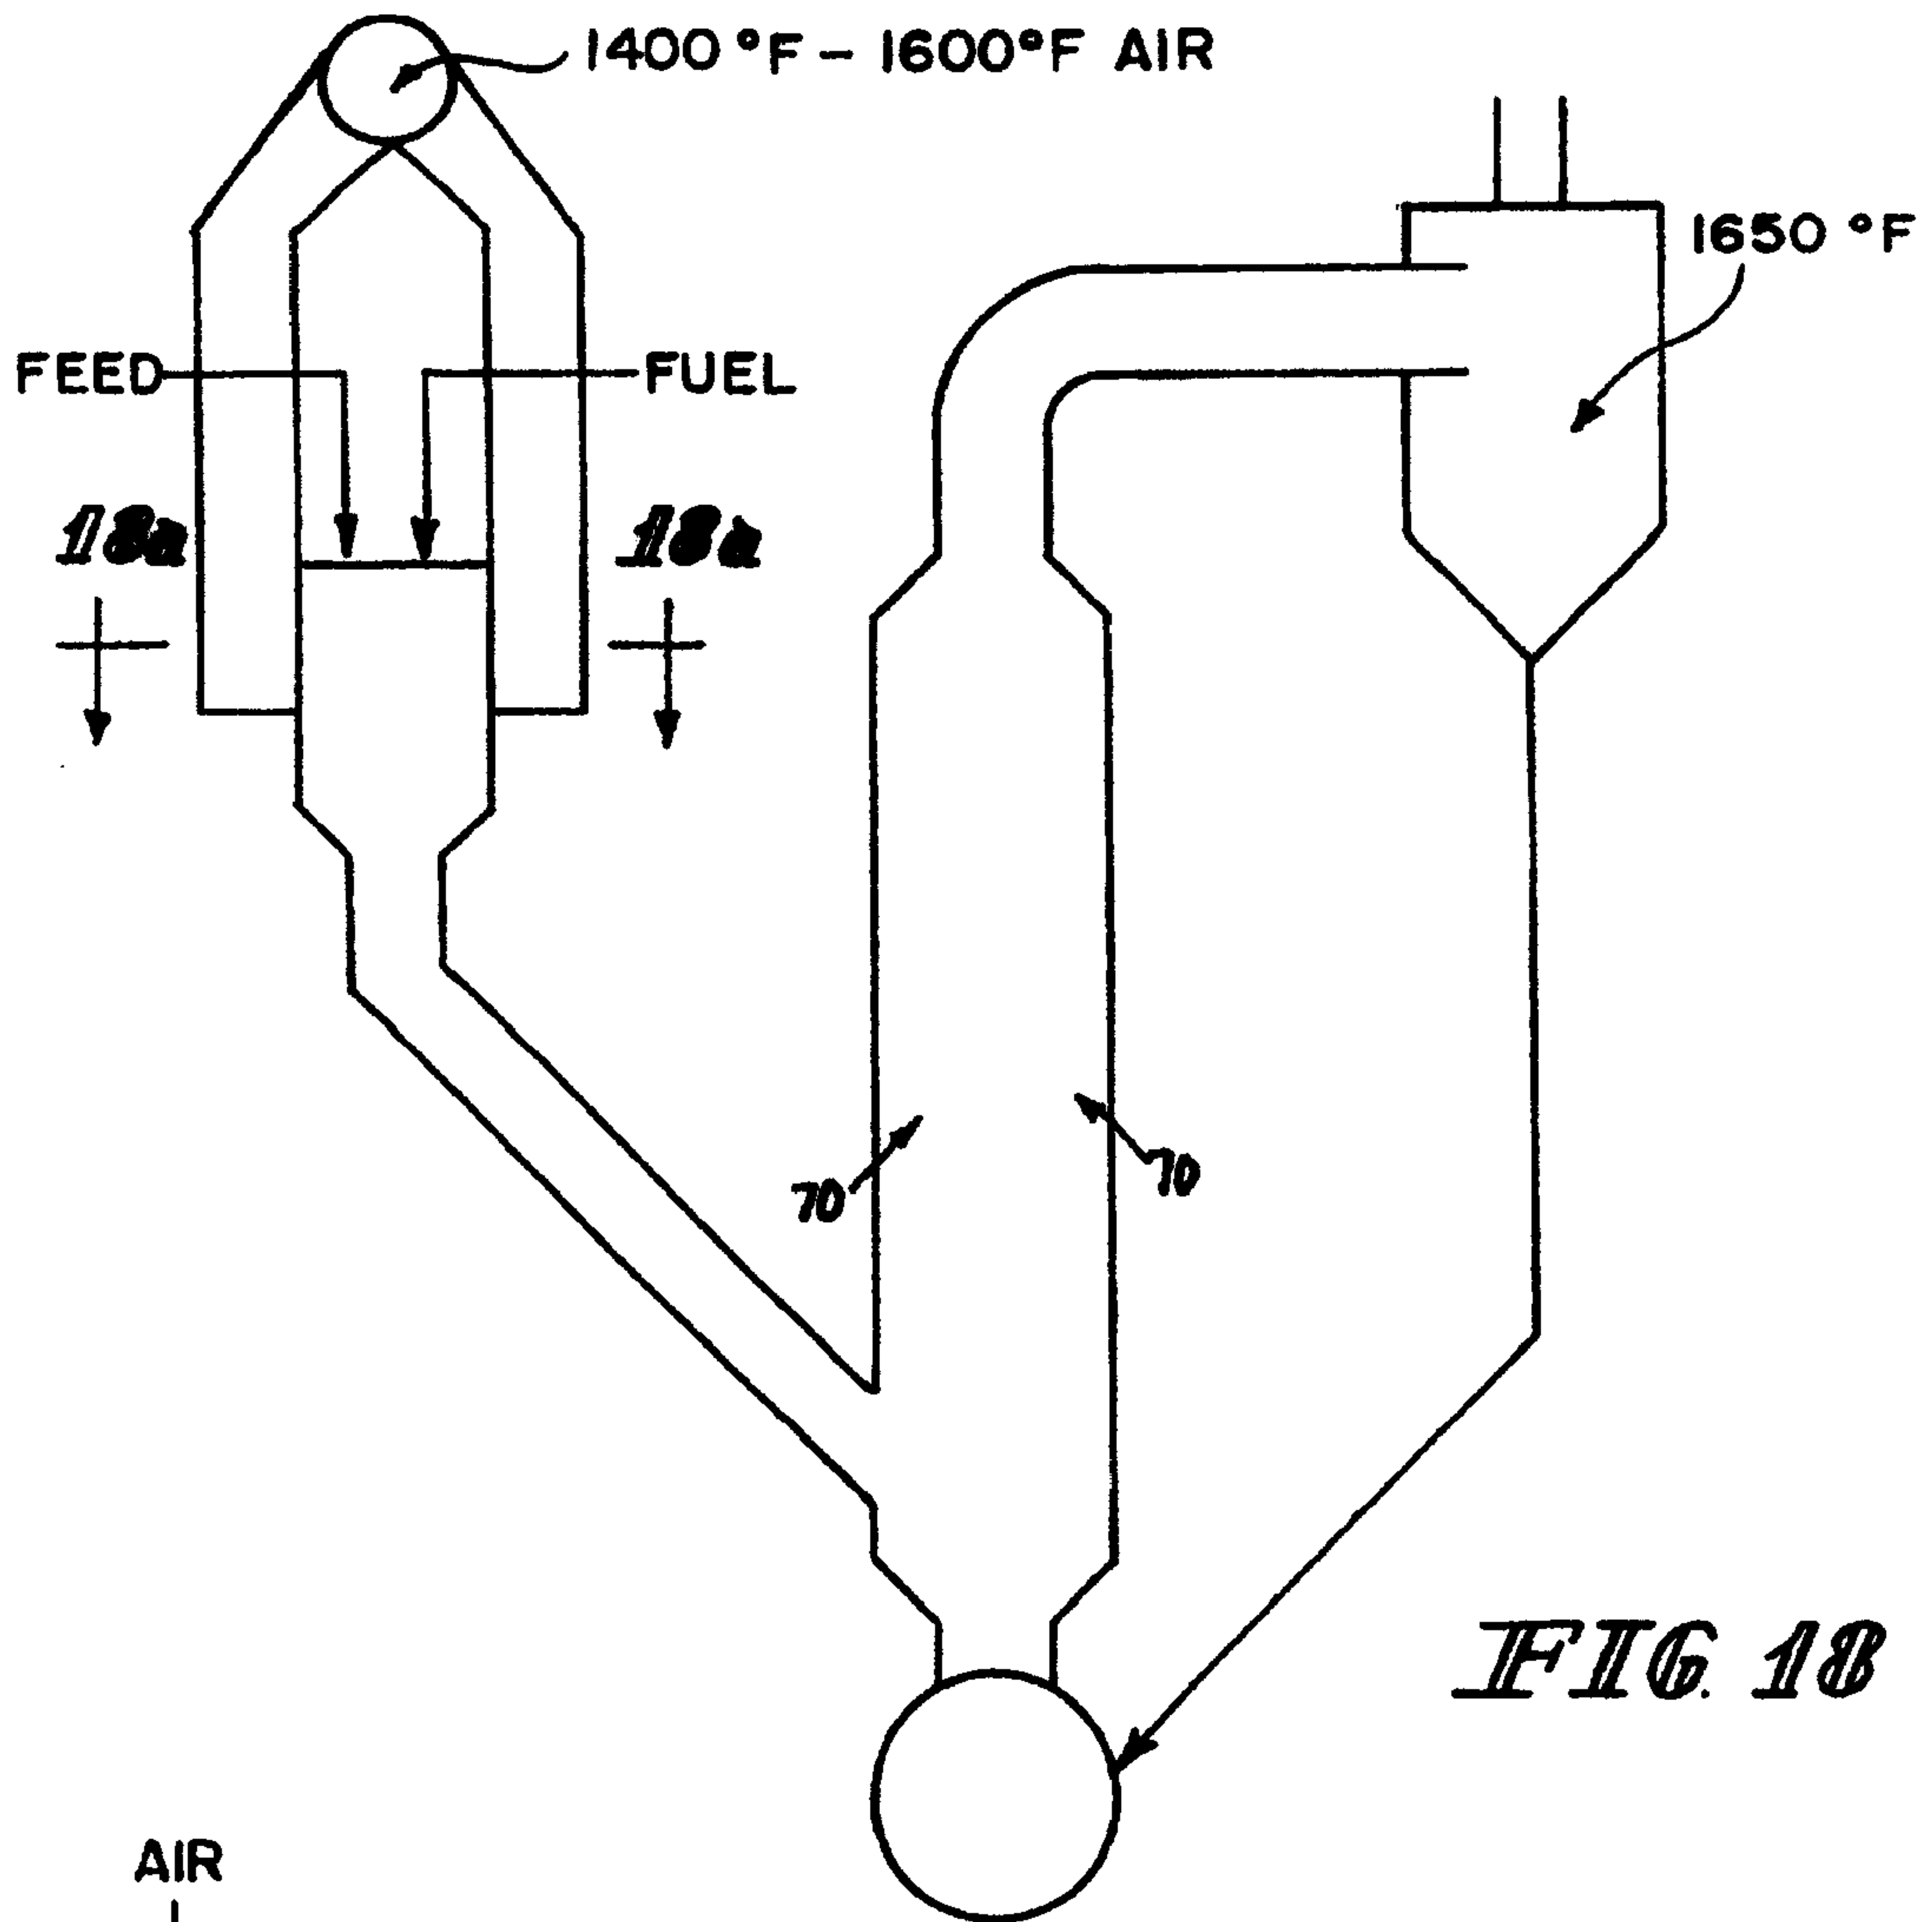 1400 °F - 1600°F AIR
1650 °F
FEED
FUEL
18a
18a
70
70
FIG. 18
AIR